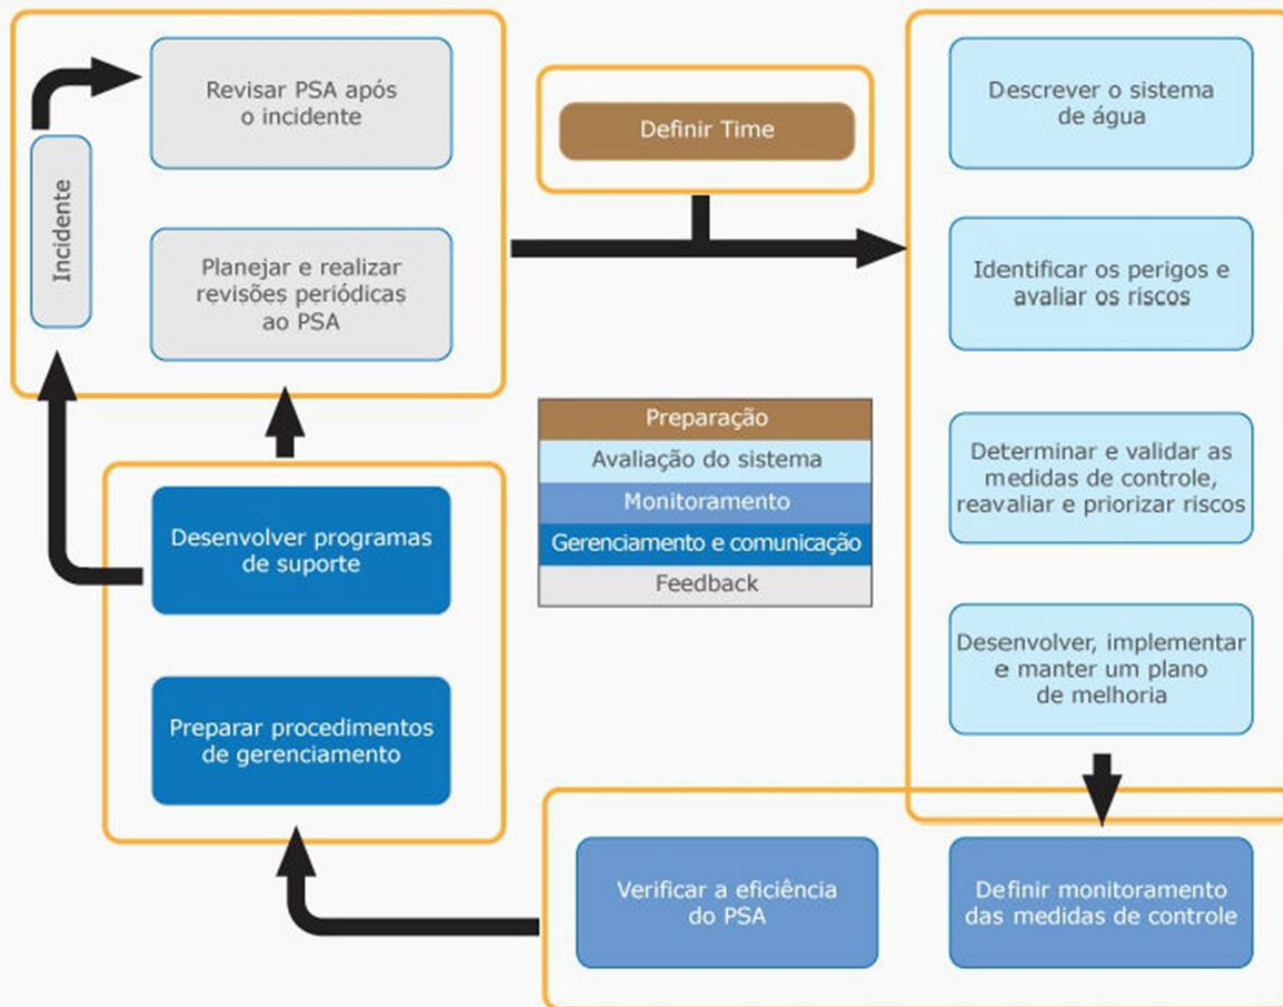 Revisar PSA após
o incidente
Incidente
Planejar e realizar
revisões periódicas
ao PSA
Definir Time
Descrever o sistema
de água
Identificar os perigos e
avaliar os riscos
Determinar e validar as
medidas de controle,
reavaliar e priorizar riscos
Desenvolver, implementar
e manter um plano
de melhoria
Preparação
Avaliação do sistema
Monitoramento
Gerenciamento e comunicação
Feedback
Desenvolver programas
de suporte
Preparar procedimentos
de gerenciamento
Verificar a eficiência
do PSA
Definir monitoramento
das medidas de controle